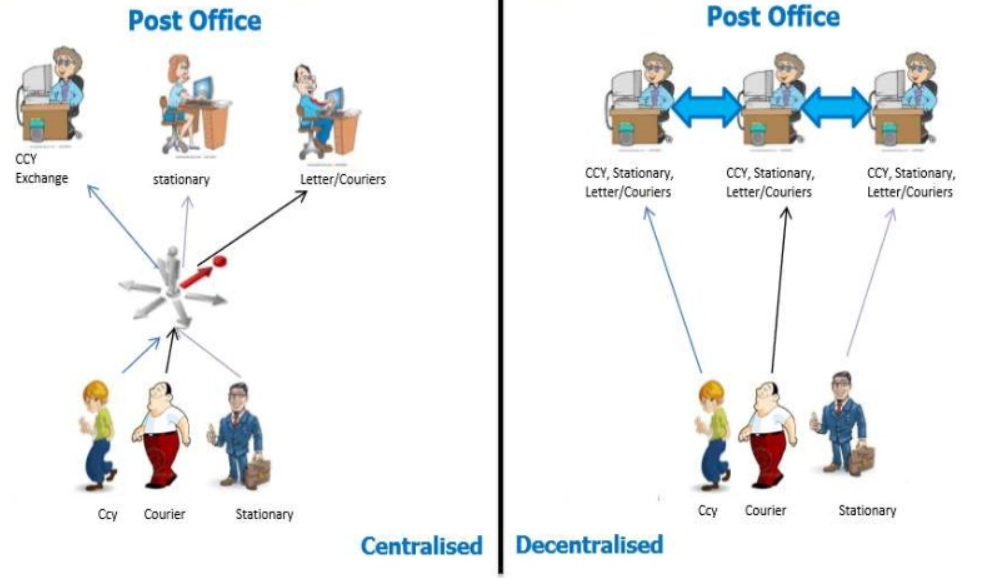 Post Office
CCY
Exchange
stationary
Letter/Couriers
Ccy
Courier
Stationary
Centralised
Post Office
CCY, Stationary,
Letter/Couriers
CCY, Stationary,
Letter/Couriers
CCY, Stationary,
Letter/Couriers
Ccy
Courier
Stationary
Decentralised